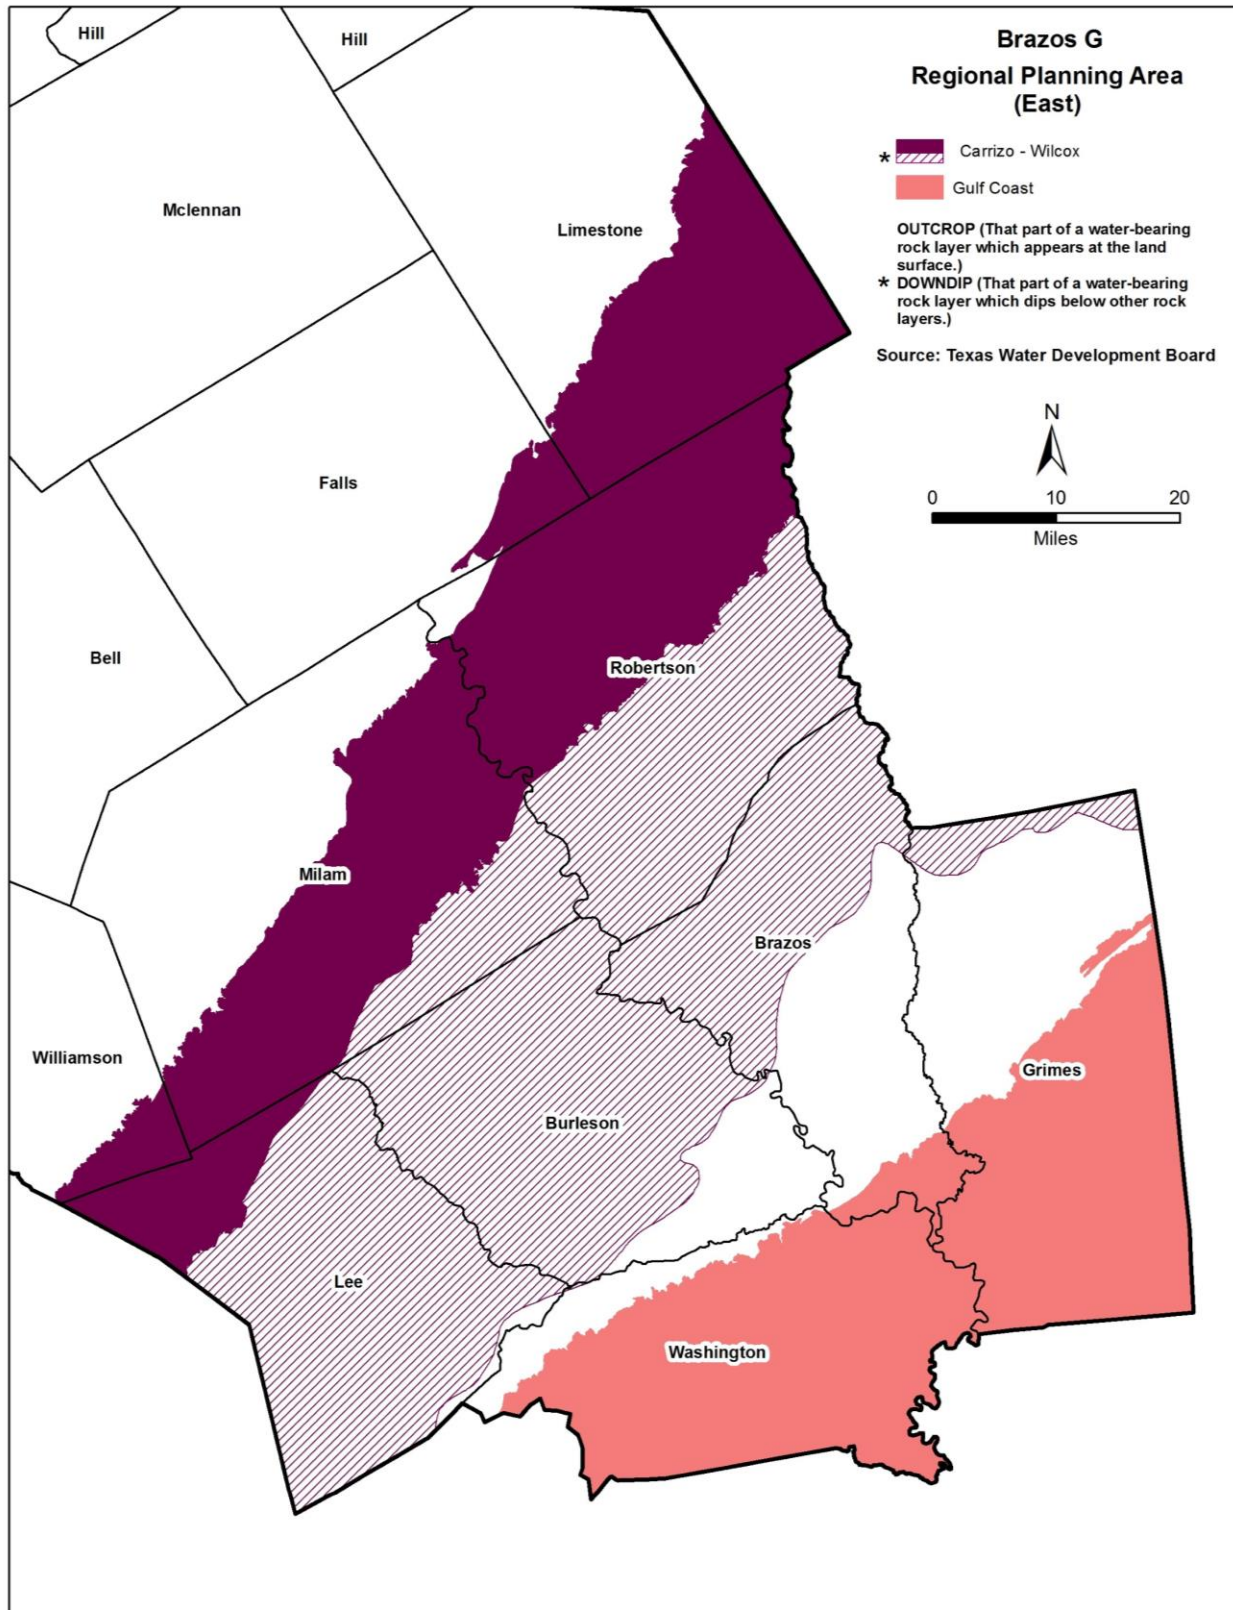 Brazos G
Regional Planning Area
(East)
* Carrizo - Wilcox
Gulf Coast
OUTCROP (That part of a water-bearing
rock layer which appears at the land
surface.)
* DOWNDIP (That part of a water-bearing
rock layer which dips below other rock
layers.)
Source: Texas Water Development Board
N
0 10 20
Miles
Hill
Hill
Mclennan
Limestone
Falls
Bell
Robertson
Milam
Brazos
Williamson
Grimes
Burleson
Lee
Washington